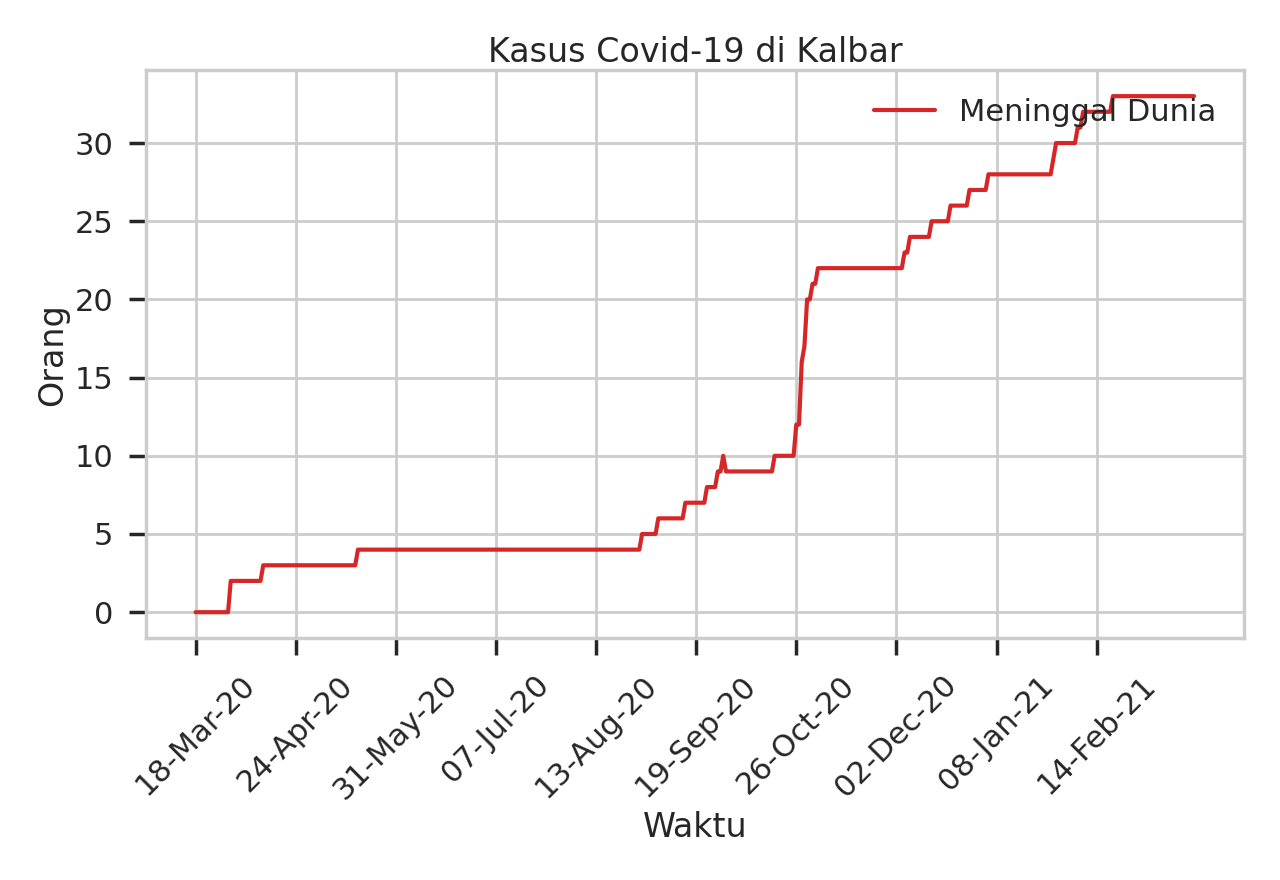 Kasus Covid-19 di Kalbar
Meninggal Dunia
30
25
20
15
10
5
0
Orang
18-Mar-20
24-Apr-20
31-May-20
07-Jul-20
13-Aug-20
19-Sep-20
26-Oct-20
02-Dec-20
08-Jan-21
14-Feb-21
Waktu